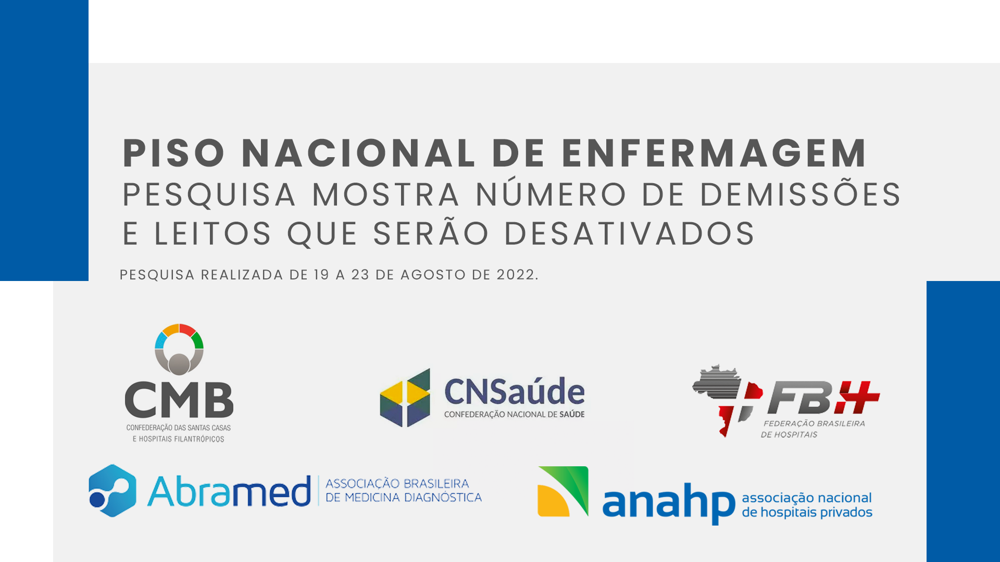 PISO NACIONAL DE ENFERMAGEM
PESQUISA MOSTRA NÚMERO DE DEMISSÕES
E LEITOS QUE SERÃO DESATIVADOS
PESQUISA REALIZADA DE 19 A 23 DE AGOSTO DE 2022.
CMB
CONFEDERAÇÃO DAS SANTAS CASAS
E HOSPITAIS FILANTRÓPICOS
CNSaúde
CONFEDERAÇÃO NACIONAL DE SAÚDE
FBH
FEDERAÇÃO BRASILEIRA
DE HOSPITAIS
Abramed
ASSOCIAÇÃO BRASILEIRA
DE MEDICINA DIAGNÓSTICA
anahp
associação nacional
de hospitais privados